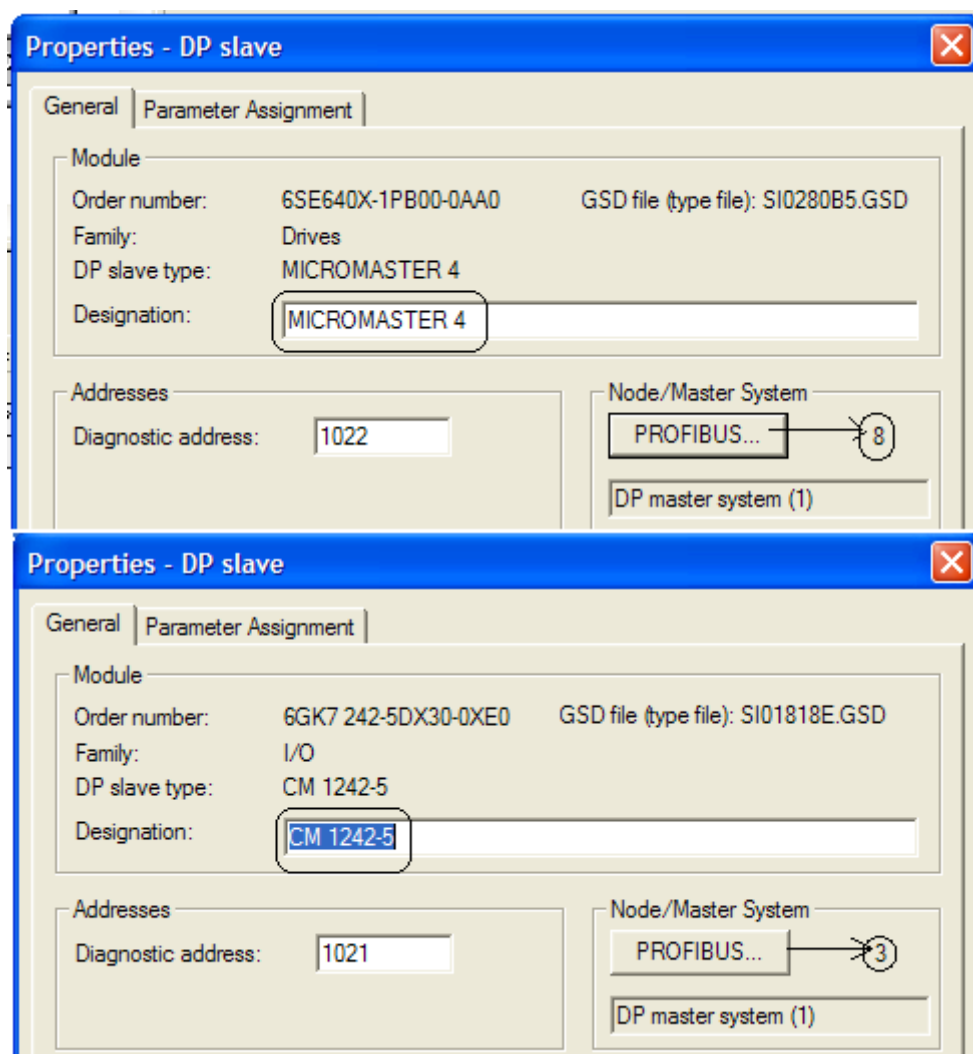 Properties - DP slave
General Parameter Assignment
Module
Order number: 6SE640X-1PB00-0AA0 GSD file (type file): SI0280B5.GSD
Family: Drives
DP slave type: MICROMASTER 4
Designation: MICROMASTER 4
Addresses Node/Master System
Diagnostic address: 1022 PROFIBUS... 8
DP master system (1)
Properties - DP slave
General Parameter Assignment
Module
Order number: 6GK7 242-5DX30-0XE0 GSD file (type file): SI01818E.GSD
Family: I/O
DP slave type: CM 1242-5
Designation: CM 1242-5
Addresses Node/Master System
Diagnostic address: 1021 PROFIBUS... 3
DP master system (1)